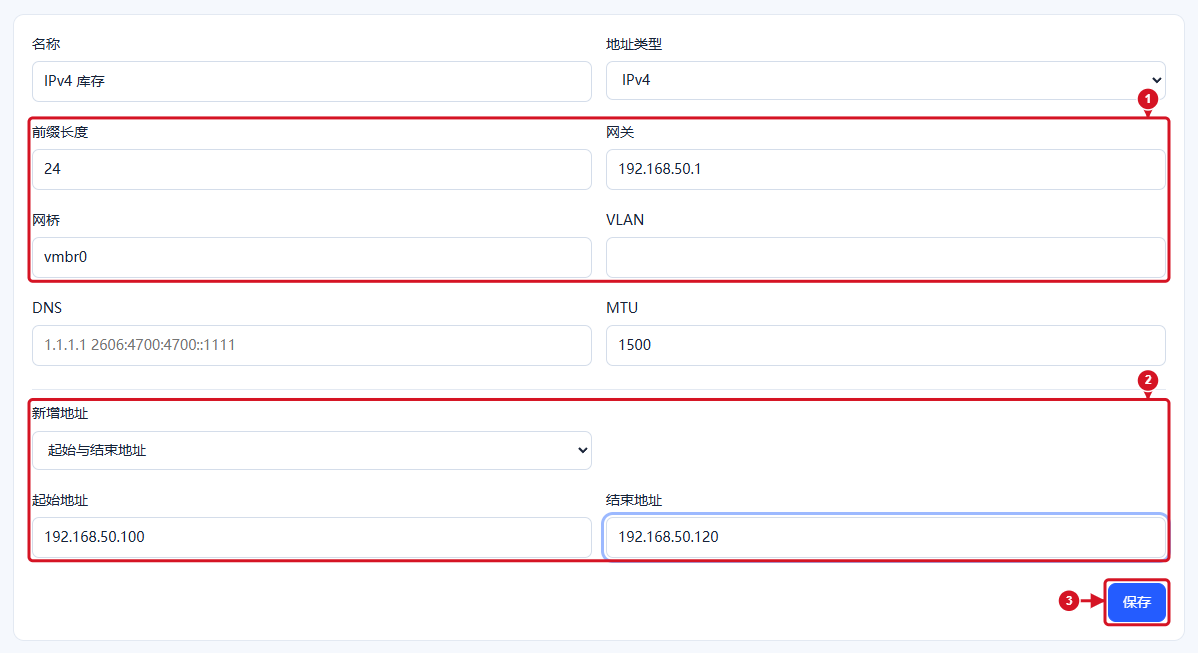 名称
地址类型
IPv4 库存
IPv4
1
前缀长度
网关
24
192.168.50.1
网桥
VLAN
vmbr0
DNS
MTU
1.1.1.1 2606:4700:4700::1111
1500
2
新增地址
起始与结束地址
起始地址
结束地址
192.168.50.100
192.168.50.120
3
保存